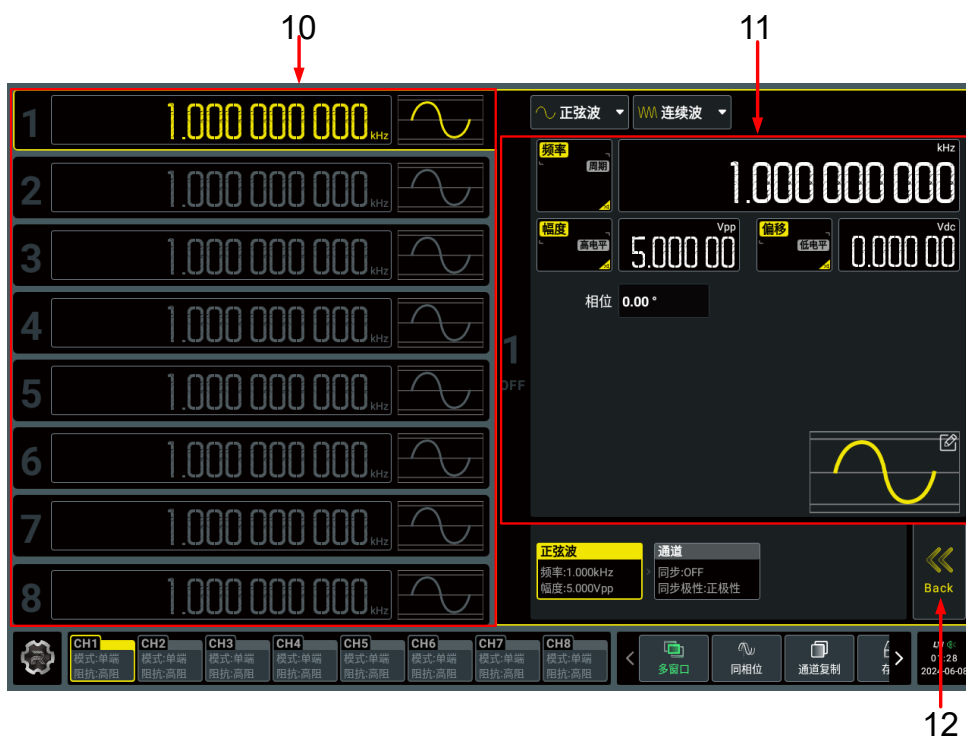 10
11
1
1.000 000 000 kHz
2
1.000 000 000 kHz
3
1.000 000 000 kHz
4
1.000 000 000 kHz
5
1.000 000 000 kHz
6
1.000 000 000 kHz
7
1.000 000 000 kHz
8
1.000 000 000 kHz
正弦波 连续波
频率 周期
kHz
1.000 000 000
幅度 高电平
Vpp
5.000 00
偏移 低电平
Vdc
0.000 00
相位 0.00 °
1
OFF
正弦波
频率:1.000kHz
幅度:5.000Vpp
通道
同步:OFF
同步极性:正极性
Back
CH1
模式:单端
阻抗:高阻
CH2
模式:单端
阻抗:高阻
CH3
模式:单端
阻抗:高阻
CH4
模式:单端
阻抗:高阻
CH5
模式:单端
阻抗:高阻
CH6
模式:单端
阻抗:高阻
CH7
模式:单端
阻抗:高阻
CH8
模式:单端
阻抗:高阻
多窗口
同相位
通道复制
存
2024-06-08
12